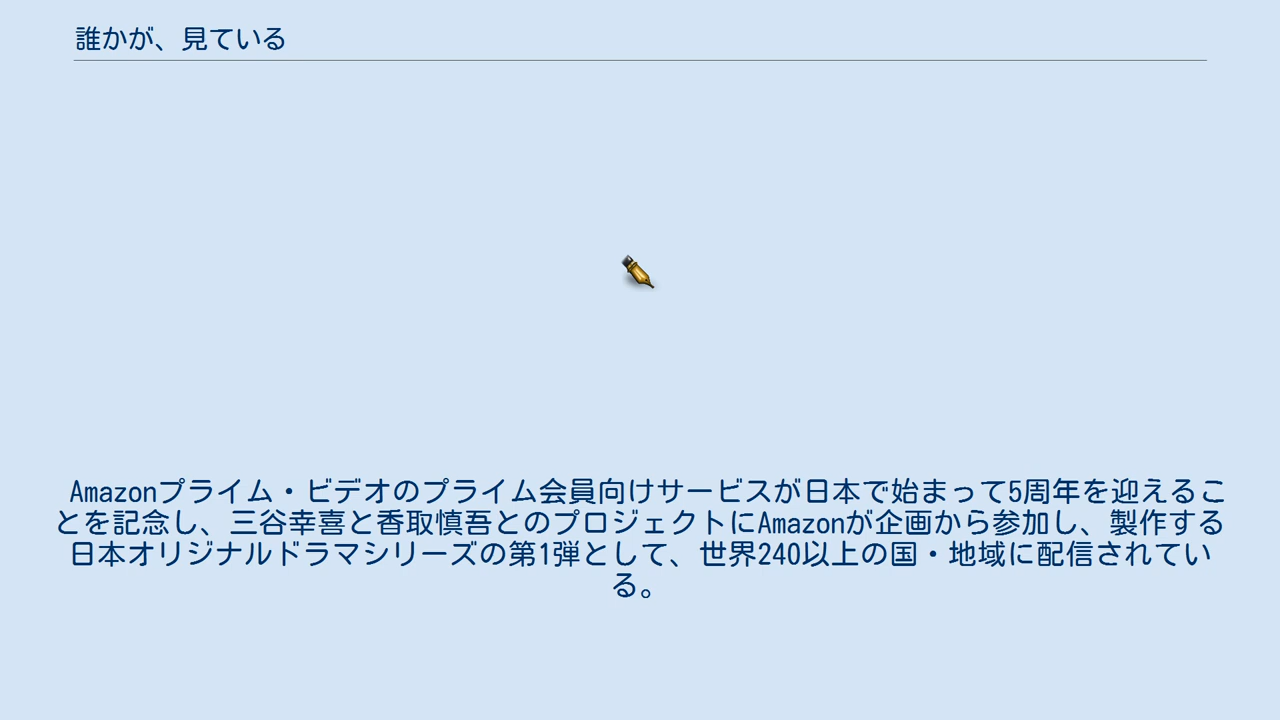 誰かが、見ている
Amazonプライム・ビデオのプライム会員向けサービスが日本で始まって5周年を迎えるこ
とを記念し、三谷幸喜と香取慎吾とのプロジェクトにAmazonが企画から参加し、製作する
日本オリジナルドラマシリーズの第1弾として、世界240以上の国・地域に配信されてい
る。